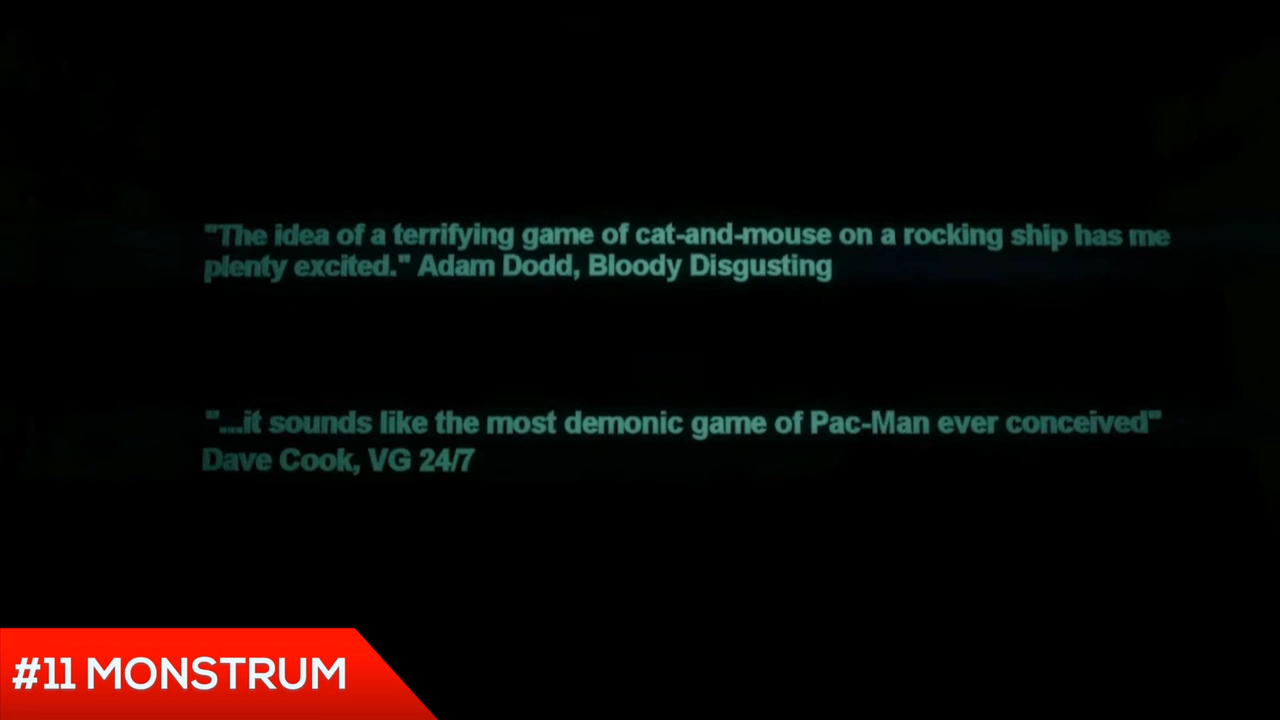 "The idea of a terrifying game of cat-and-mouse on a rocking ship has me
plenty excited." Adam Dodd, Bloody Disgusting
"...it sounds like the most demonic game of Pac-Man ever conceived"
Dave Cook, VG 24/7
#11 MONSTRUM